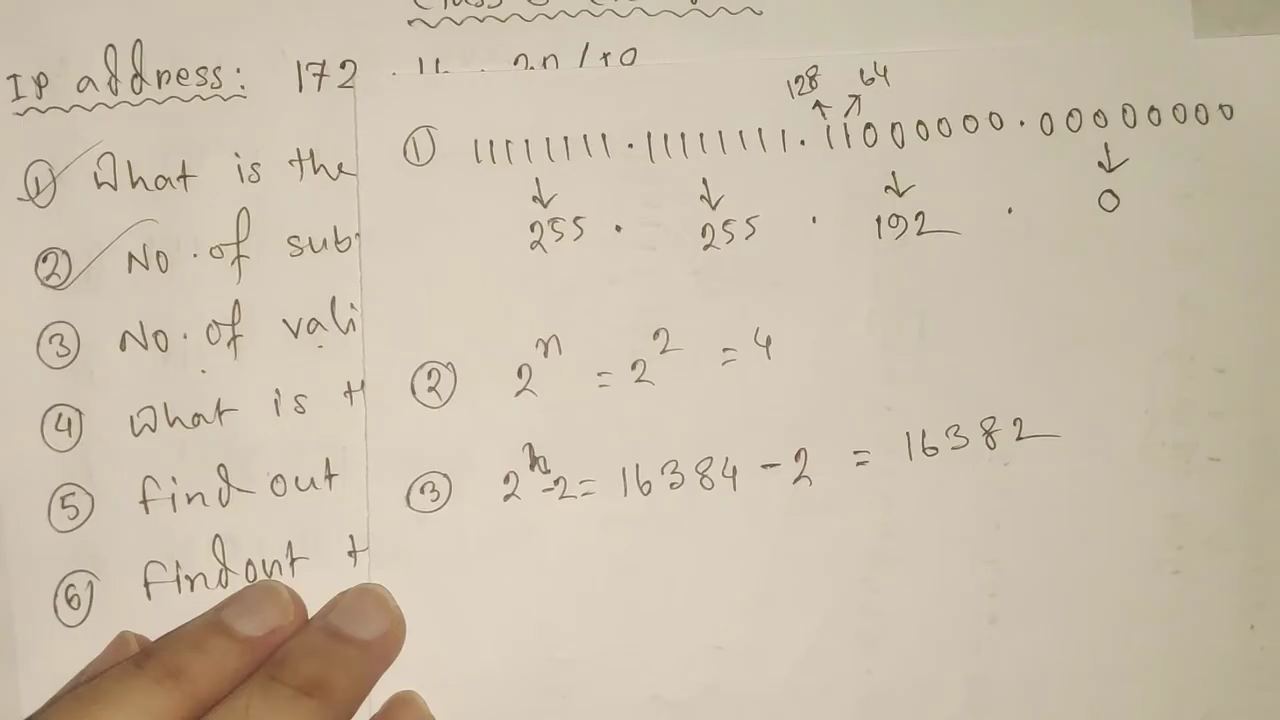 IP address: 172
① What is the
② No. of sub
③ No. of vali
④ What is t
⑤ find out
⑥ find out t
128 64
① 11111111.11111111.11000000.00000000
255 . 255 . 192 . 0
② 2^n = 2^2 = 4
③ 2^h-2 = 16384 - 2 = 16382